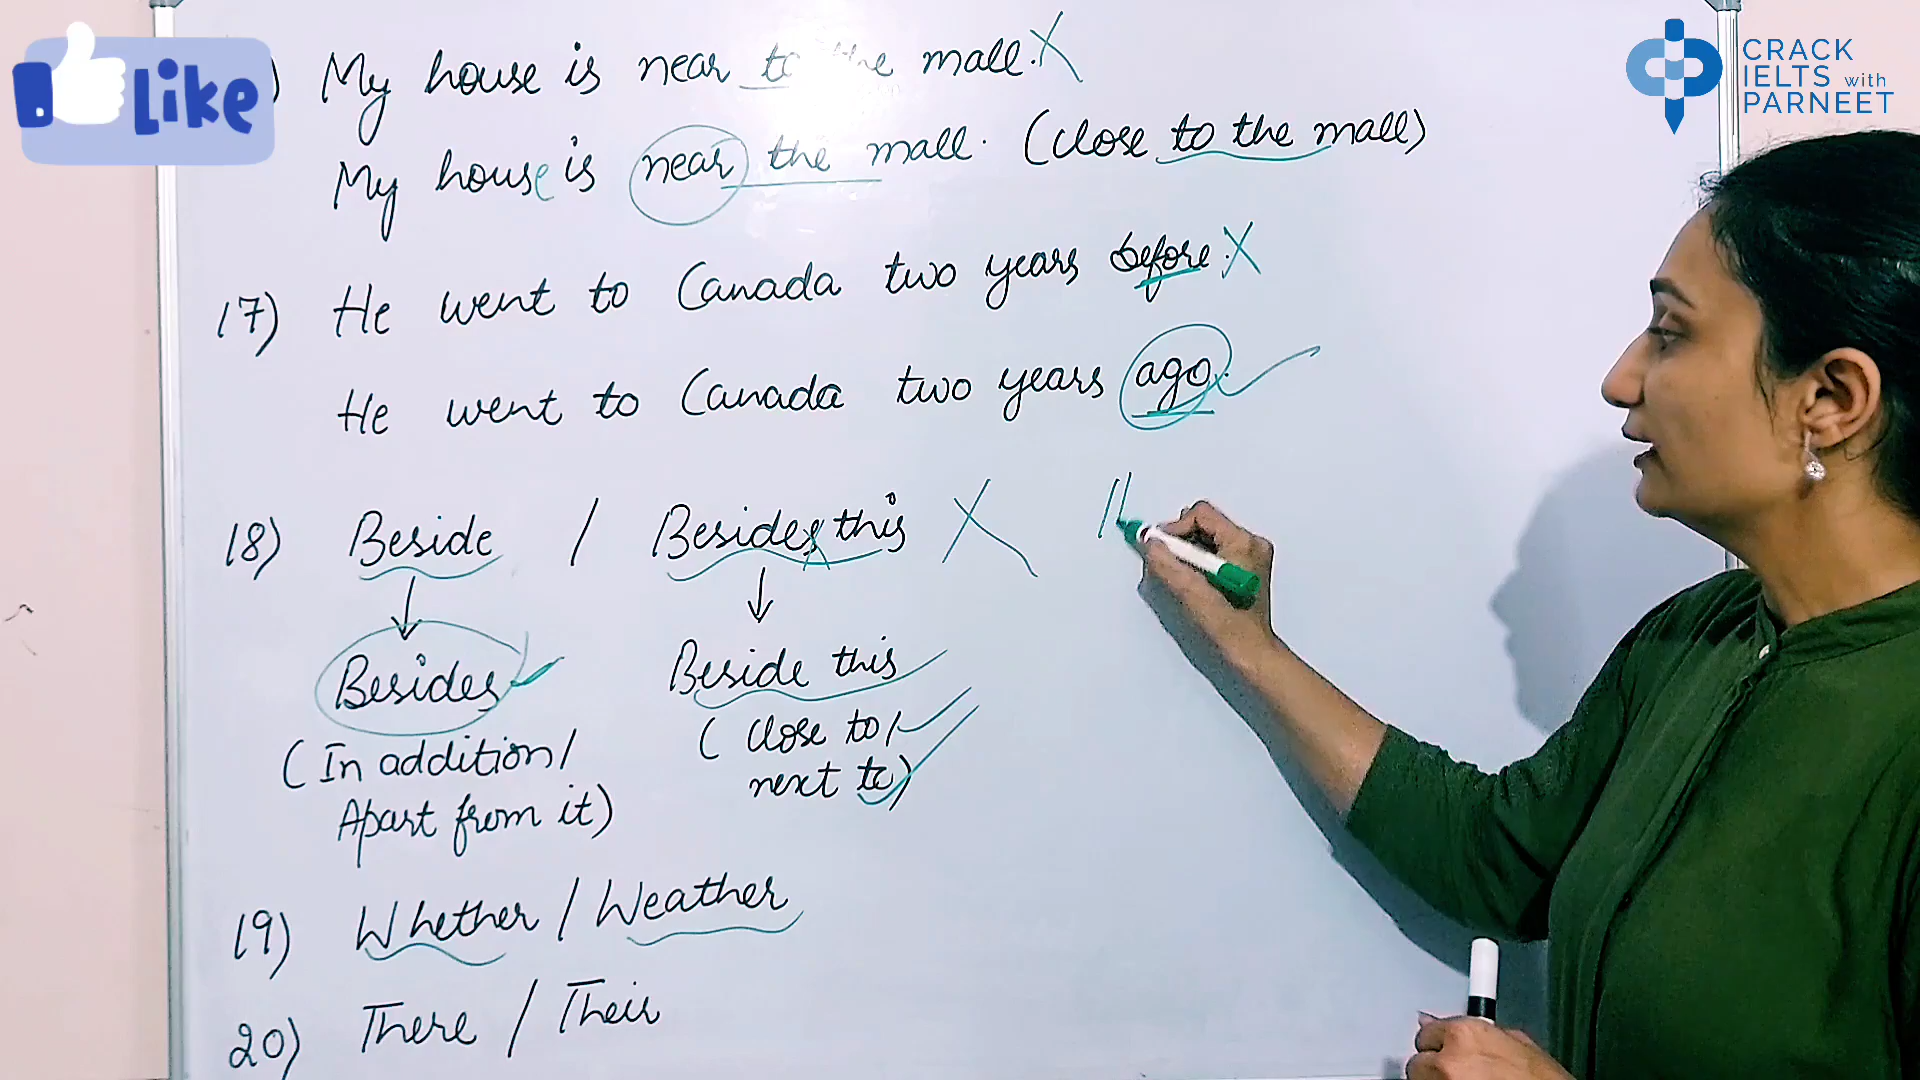 Like
CRACK
IELTS with
PARNEET
) My house is near to the mall. X
My house is near the mall. (close to the mall)
17) He went to Canada two years before. X
He went to Canada two years ago.
18) Beside / Besides this X
Besides
Beside this
(In addition/
Apart from it)
(close to/
next to)
19) Whether / Weather
20) There / Their